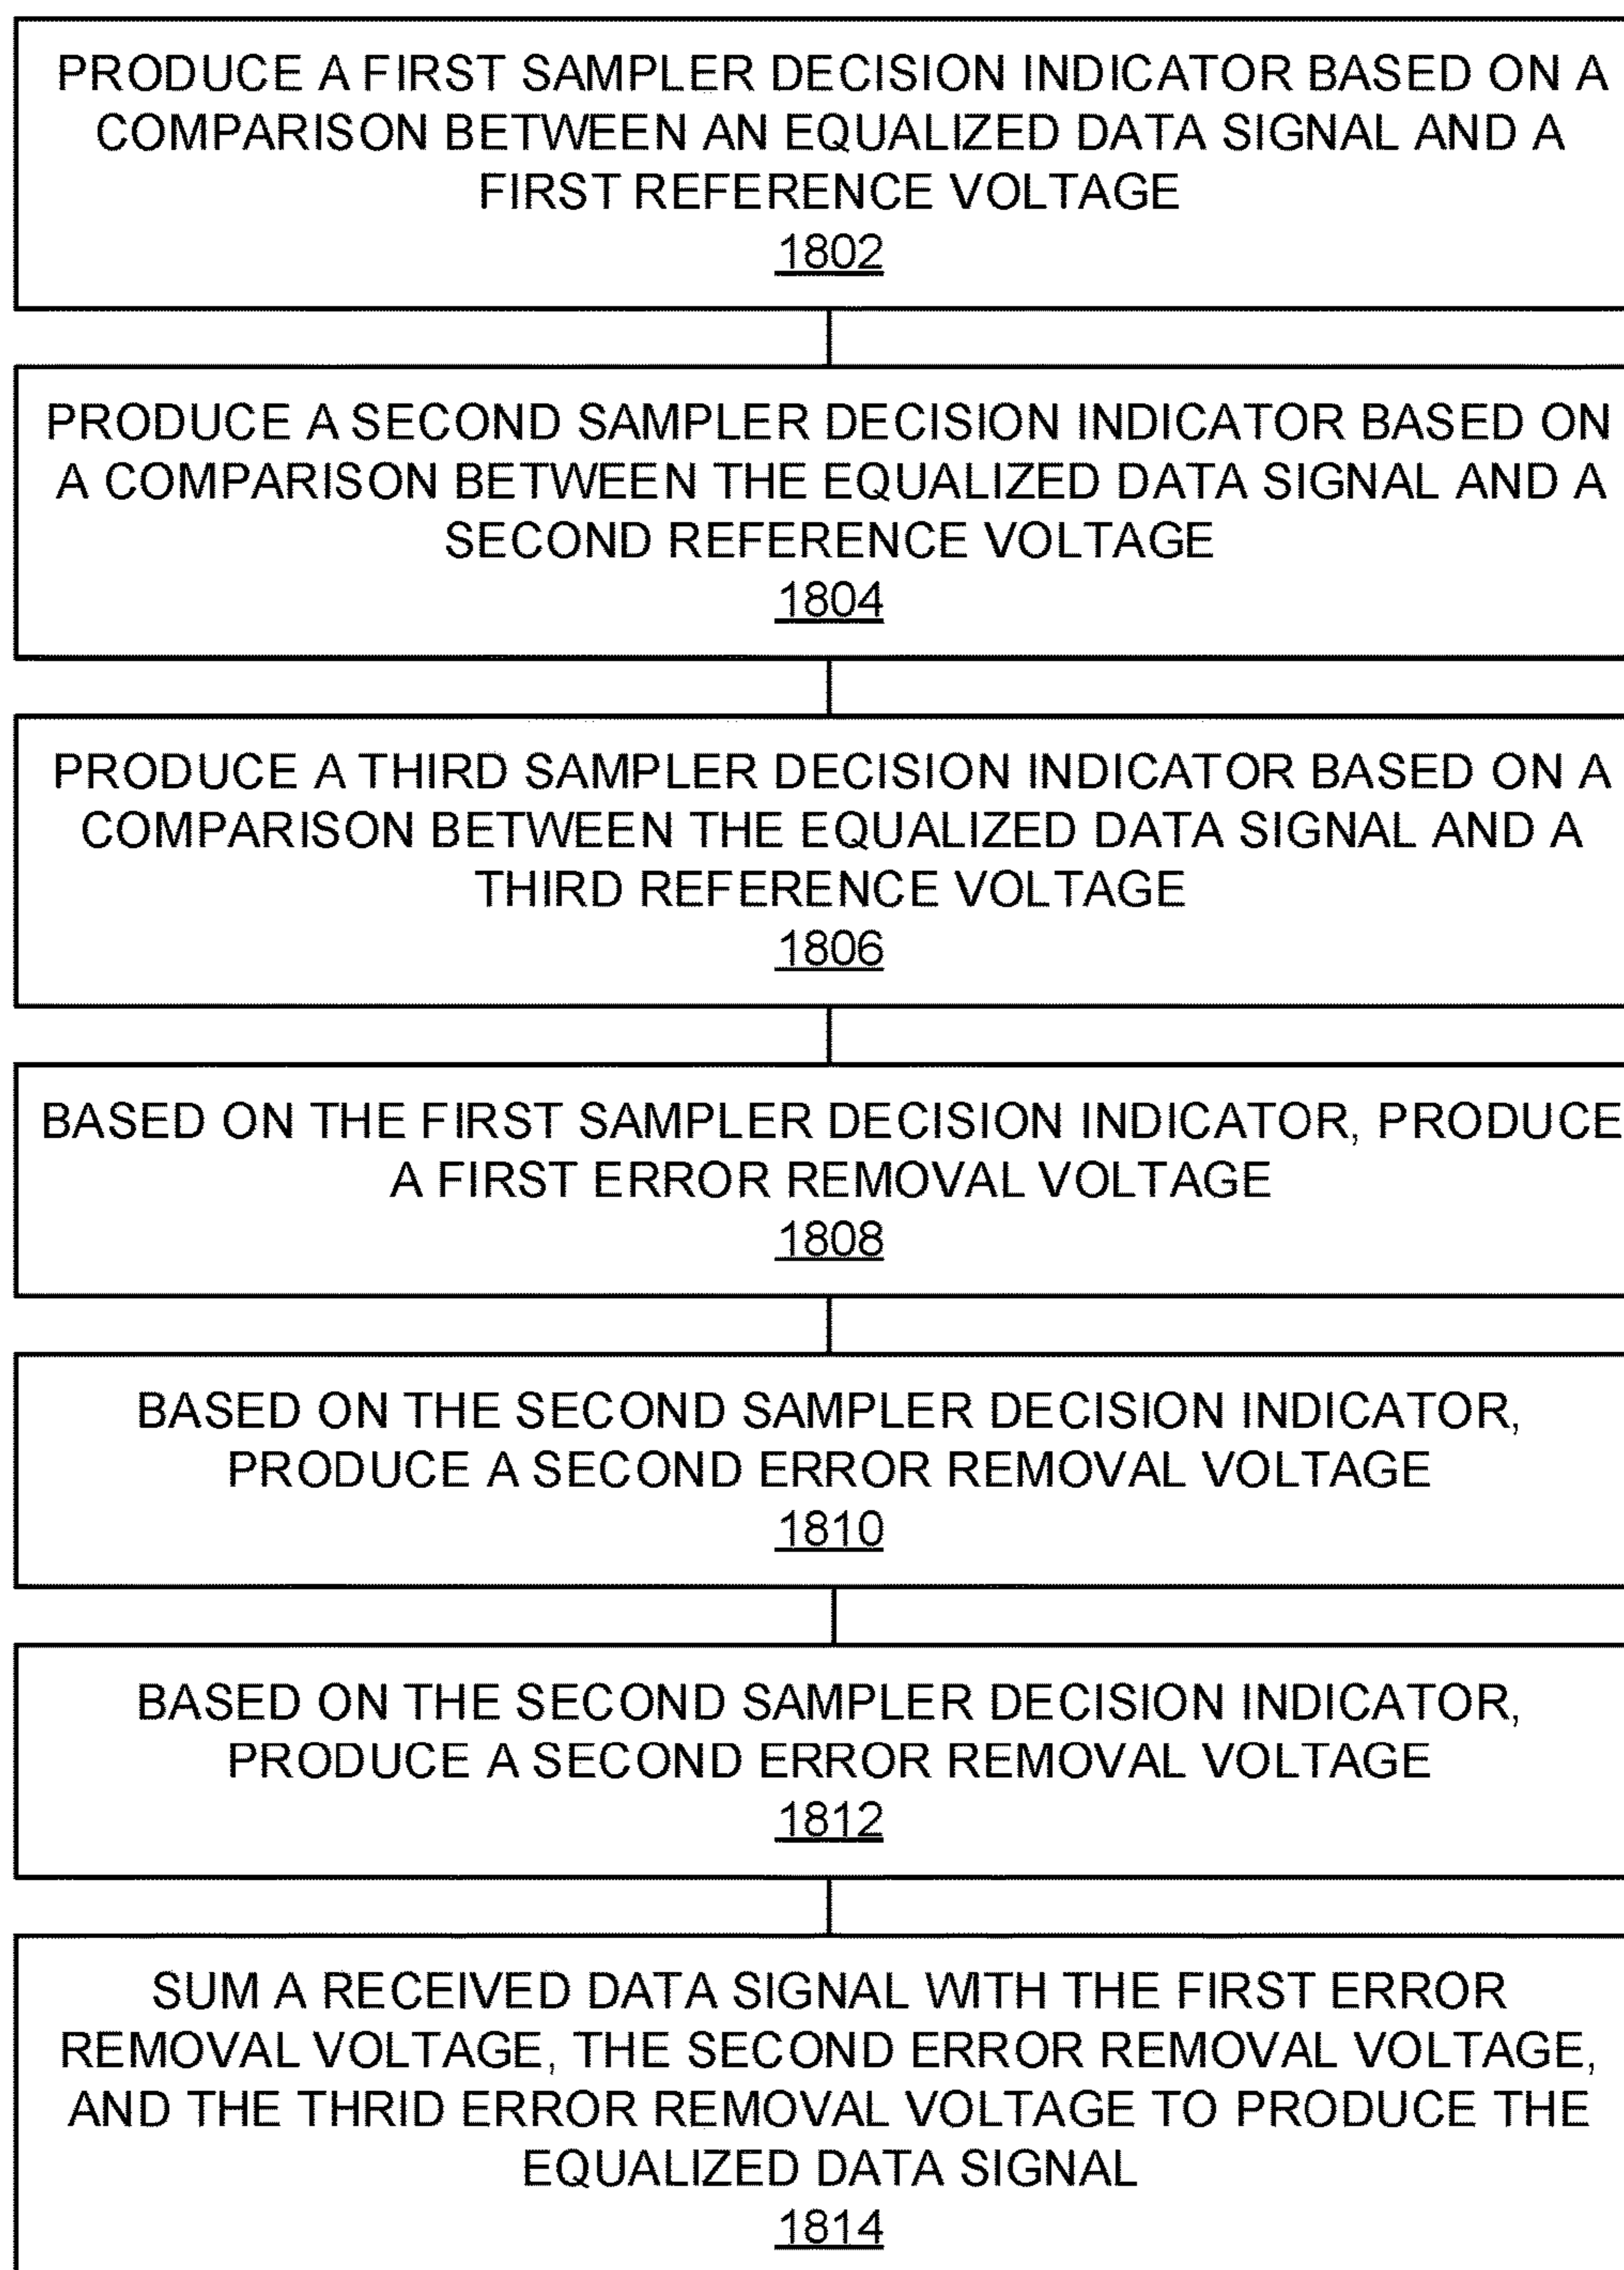 PRODUCE A FIRST SAMPLER DECISION INDICATOR BASED ON A
COMPARISON BETWEEN AN EQUALIZED DATA SIGNAL AND A
FIRST REFERENCE VOLTAGE
1802
PRODUCE A SECOND SAMPLER DECISION INDICATOR BASED ON
A COMPARISON BETWEEN THE EQUALIZED DATA SIGNAL AND A
SECOND REFERENCE VOLTAGE
1804
PRODUCE A THIRD SAMPLER DECISION INDICATOR BASED ON A
COMPARISON BETWEEN THE EQUALIZED DATA SIGNAL AND A
THIRD REFERENCE VOLTAGE
1806
BASED ON THE FIRST SAMPLER DECISION INDICATOR, PRODUCE
A FIRST ERROR REMOVAL VOLTAGE
1808
BASED ON THE SECOND SAMPLER DECISION INDICATOR,
PRODUCE A SECOND ERROR REMOVAL VOLTAGE
1810
BASED ON THE SECOND SAMPLER DECISION INDICATOR,
PRODUCE A SECOND ERROR REMOVAL VOLTAGE
1812
SUM A RECEIVED DATA SIGNAL WITH THE FIRST ERROR
REMOVAL VOLTAGE, THE SECOND ERROR REMOVAL VOLTAGE,
AND THE THRID ERROR REMOVAL VOLTAGE TO PRODUCE THE
EQUALIZED DATA SIGNAL
1814